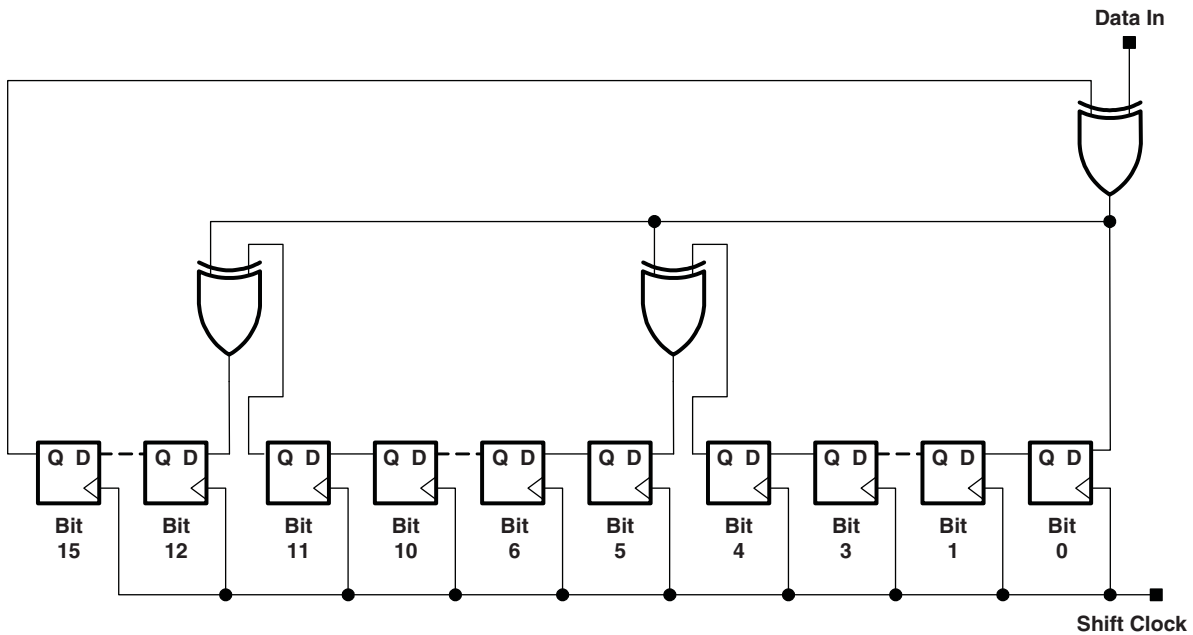 Data In
Q D
Q D
Q D
Q D
Q D
Q D
Q D
Q D
Q D
Q D
Bit
15
Bit
12
Bit
11
Bit
10
Bit
6
Bit
5
Bit
4
Bit
3
Bit
1
Bit
0
Shift Clock